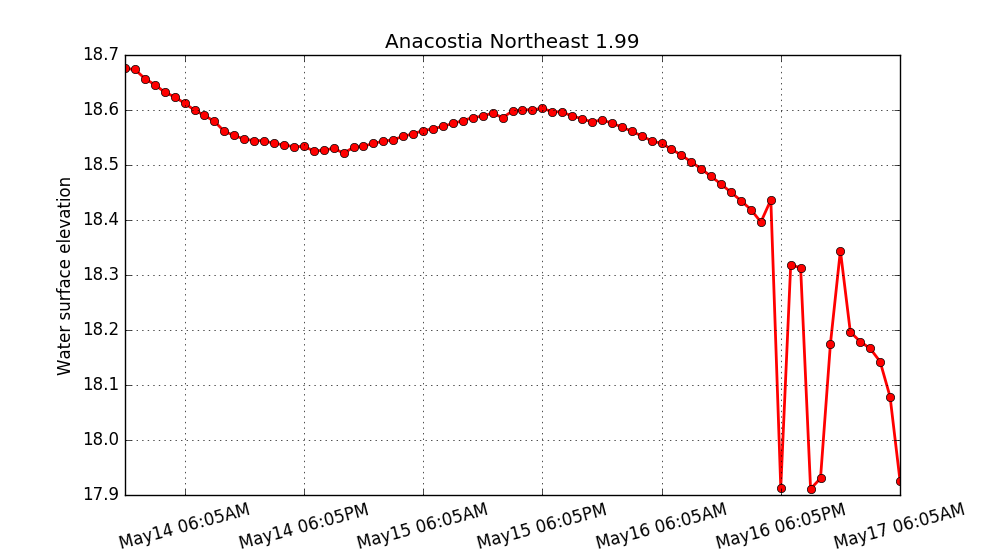 Anacostia Northeast 1.99
18.7
18.6
18.5
18.4
18.3
18.2
18.1
18.0
17.9
Water surface elevation
May14 06:05AM
May14 06:05PM
May15 06:05AM
May15 06:05PM
May16 06:05AM
May16 06:05PM
May17 06:05AM